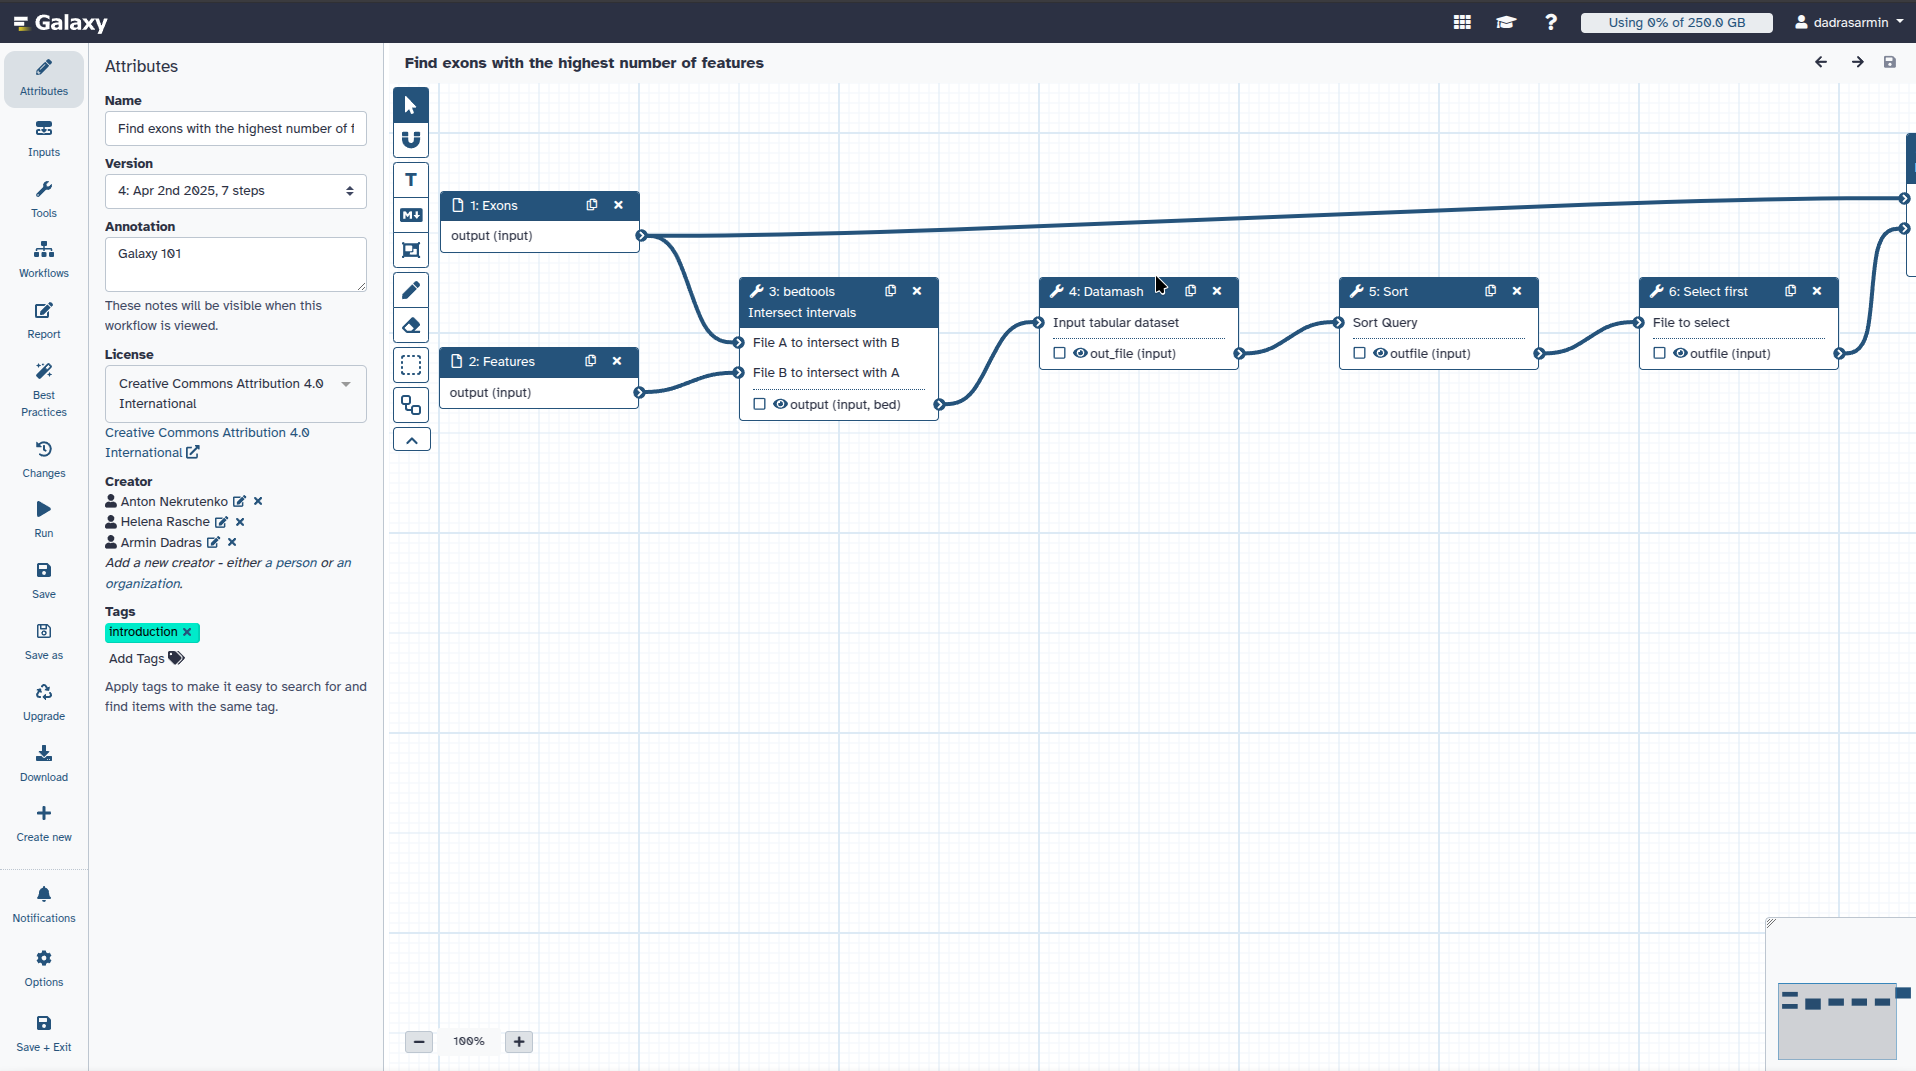 Galaxy
Using 0% of 250.0 GB
dadrasarmin
Attributes
Inputs
Tools
Workflows
Report
Best
Practices
Changes
Run
Save
Save as
Upgrade
Download
Create new
Notifications
Options
Save + Exit
Attributes
Name
Find exons with the highest number of f
Version
4: Apr 2nd 2025, 7 steps
Annotation
Galaxy 101
These notes will be visible when this
workflow is viewed.
License
Creative Commons Attribution 4.0
International
Creative Commons Attribution 4.0
International
Creator
Anton Nekrutenko
Helena Rasche
Armin Dadras
Add a new creator - either a person or an
organization.
Tags
introduction
Add Tags
Apply tags to make it easy to search for and
find items with the same tag.
Find exons with the highest number of features
T
M
1: Exons
output (input)
2: Features
output (input)
3: bedtools
Intersect intervals
File A to intersect with B
File B to intersect with A
output (input, bed)
4: Datamash
Input tabular dataset
out_file (input)
5: Sort
Sort Query
outfile (input)
6: Select first
File to select
outfile (input)
100%